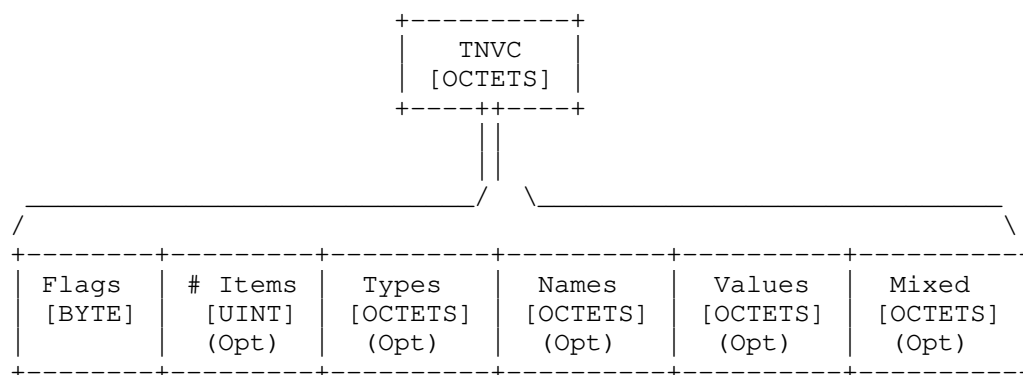 TNVC
[OCTETS]
Flags # Items Types Names Values Mixed
[BYTE] [UINT] [OCTETS] [OCTETS] [OCTETS] [OCTETS]
(Opt) (Opt) (Opt) (Opt) (Opt)